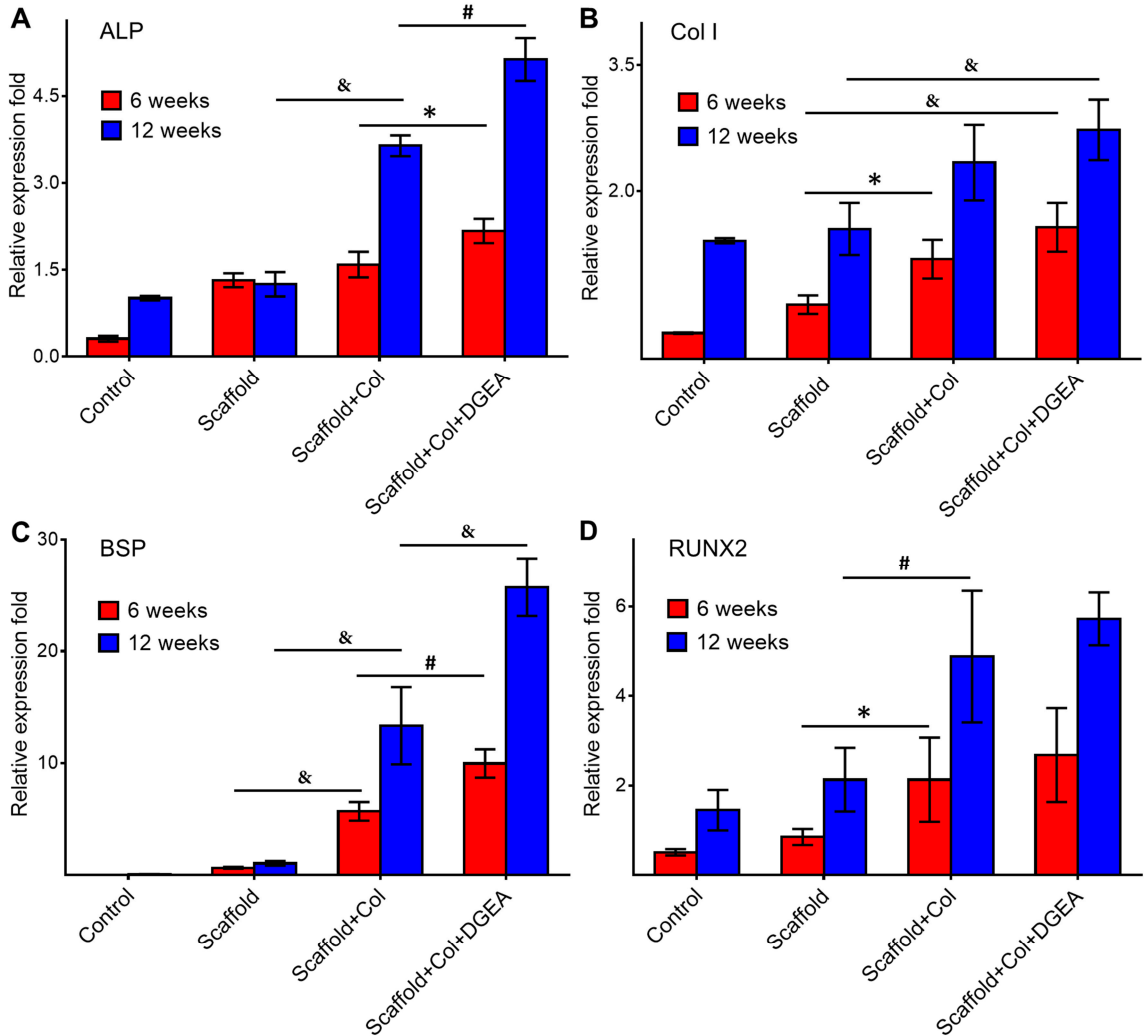 A
ALP
Relative expression fold
4.5
3.0
1.5
0.0
6 weeks
12 weeks
&
*
#
Control
Scaffold
Scaffold+Col
Scaffold+Col+DGEA
B
Col I
Relative expression fold
3.5
2.0
6 weeks
12 weeks
&
&
*
Control
Scaffold
Scaffold+Col
Scaffold+Col+DGEA
C
BSP
Relative expression fold
30
20
10
6 weeks
12 weeks
&
&
#
&
Control
Scaffold
Scaffold+Col
Scaffold+Col+DGEA
D
RUNX2
Relative expression fold
6
4
2
6 weeks
12 weeks
#
*
Control
Scaffold
Scaffold+Col
Scaffold+Col+DGEA